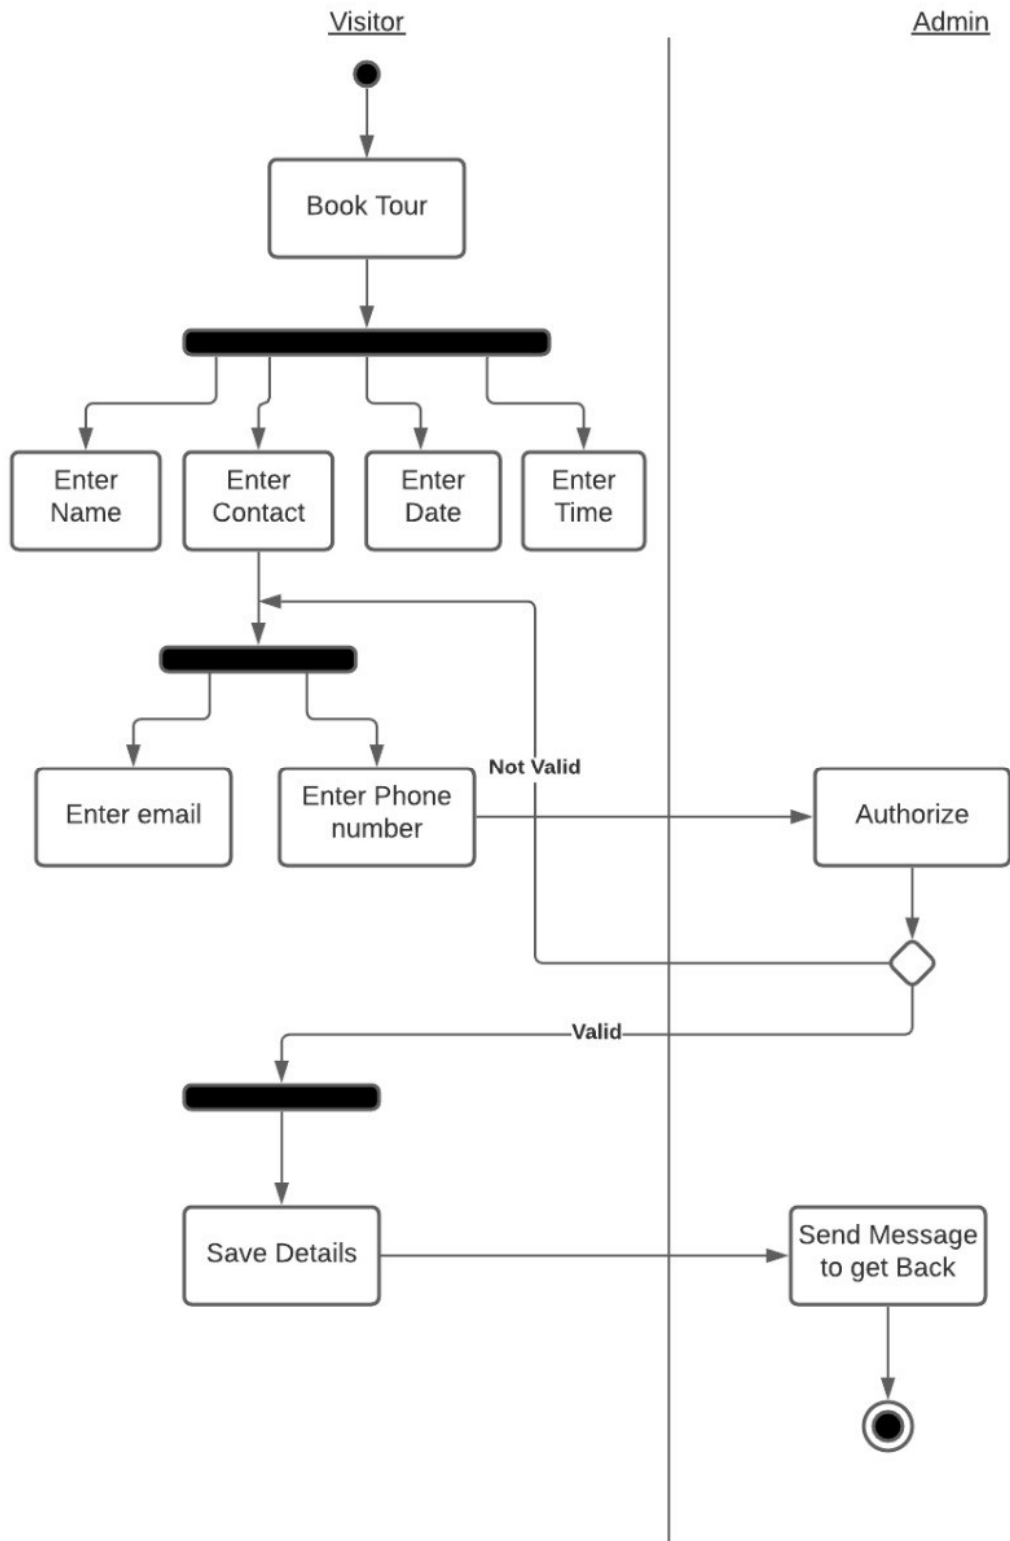 Visitor
Admin
Book Tour
Enter
Name
Enter
Contact
Enter
Date
Enter
Time
Not Valid
Enter email
Enter Phone
number
Authorize
Valid
Save Details
Send Message
to get Back